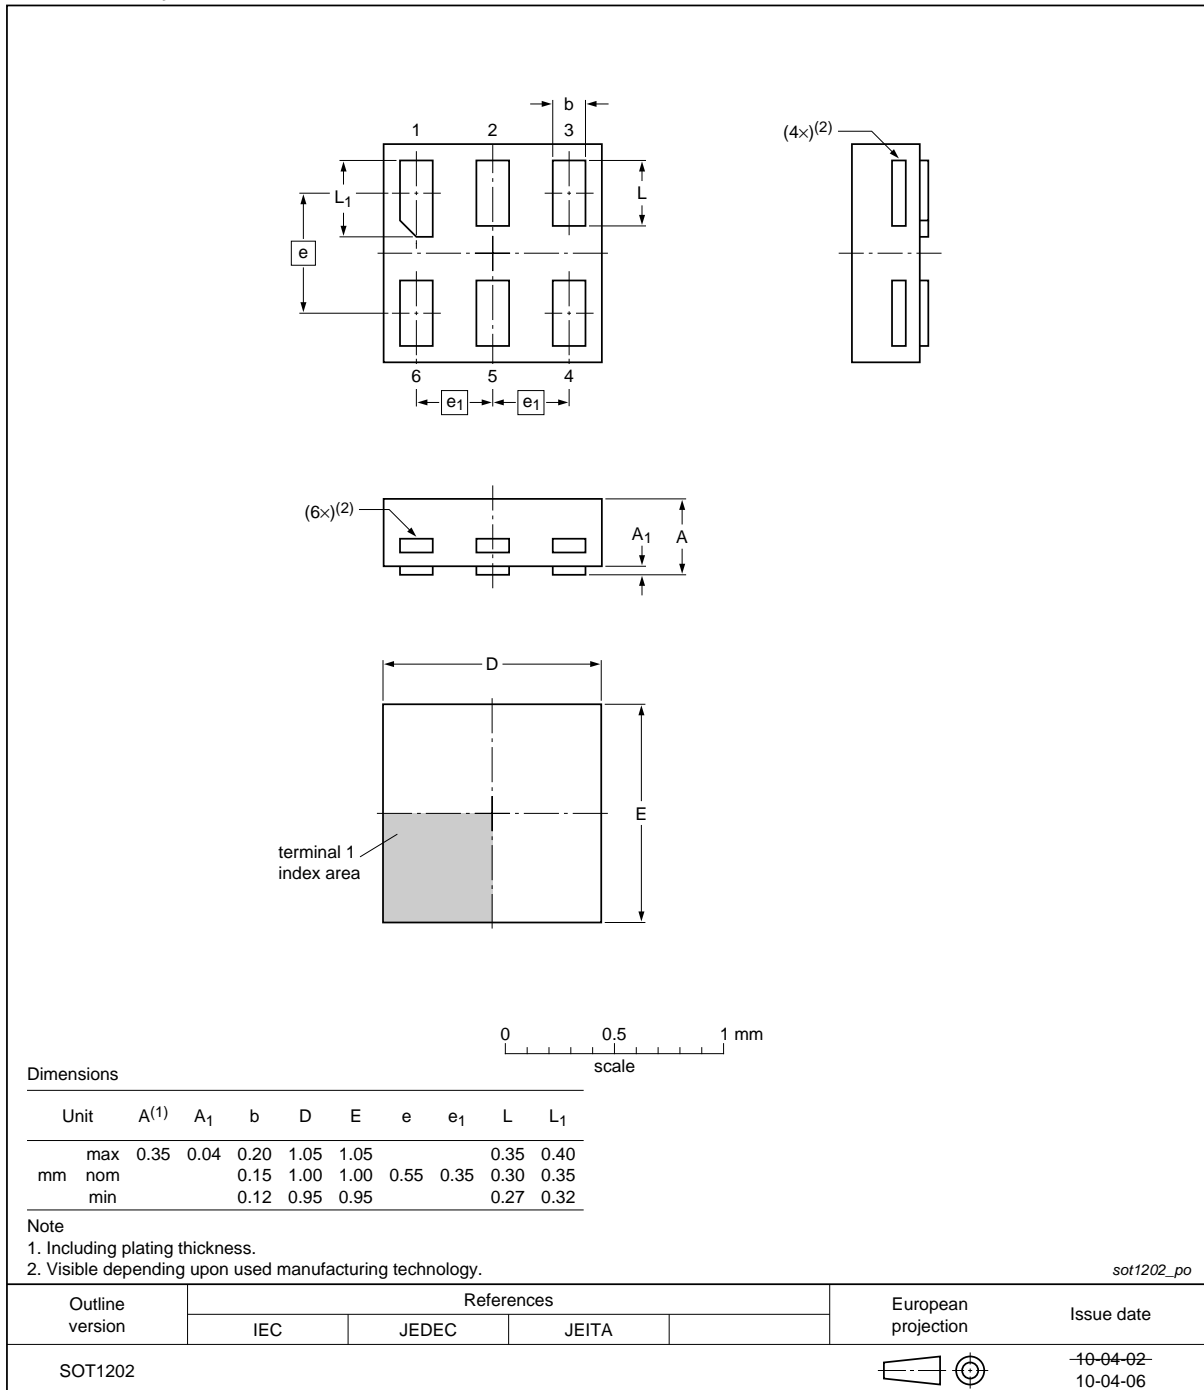 b
1 2 3
(4×)(2)
L1
L
e
6 5 4
e1 e1
(6×)(2)
A1 A
D
E
terminal 1
index area
0 0.5 1 mm
scale
Dimensions
Unit A(1) A1 b D E e e1 L L1
max 0.35 0.04 0.20 1.05 1.05 0.35 0.40
mm nom 0.15 1.00 1.00 0.55 0.35 0.30 0.35
min 0.12 0.95 0.95 0.27 0.32
Note
1. Including plating thickness.
2. Visible depending upon used manufacturing technology.
sot1202_po
Outline version References European projection Issue date
IEC JEDEC JEITA
SOT1202
10-04-02
10-04-06